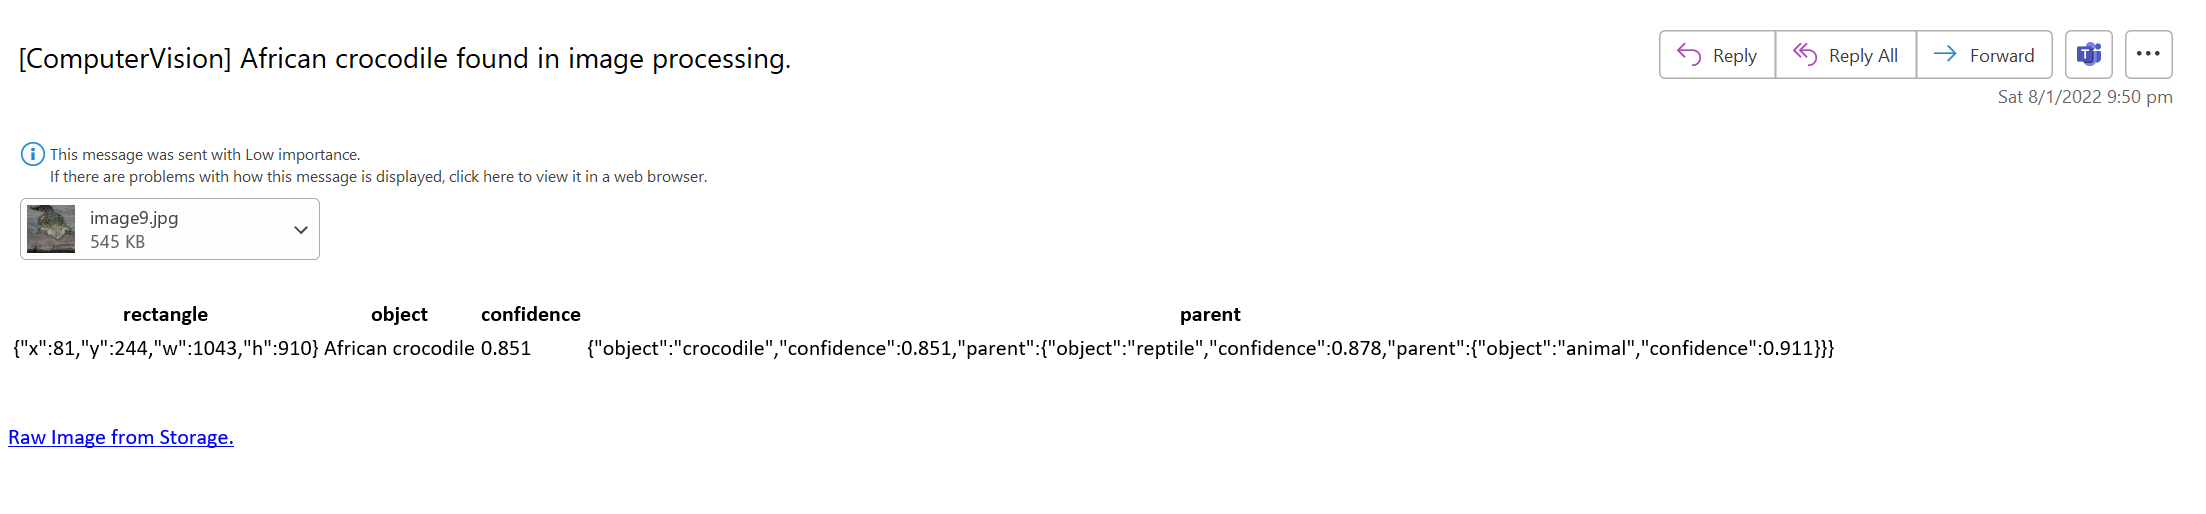 [ComputerVision] African crocodile found in image processing.
Reply
Reply All
Forward
Sat 8/1/2022 9:50 pm
This message was sent with Low importance.
If there are problems with how this message is displayed, click here to view it in a web browser.
image9.jpg
545 KB
rectangle object confidence parent
{"x":81,"y":244,"w":1043,"h":910} African crocodile 0.851 {"object":"crocodile","confidence":0.851,"parent":{"object":"reptile","confidence":0.878,"parent":{"object":"animal","confidence":0.911}}}
Raw Image from Storage.